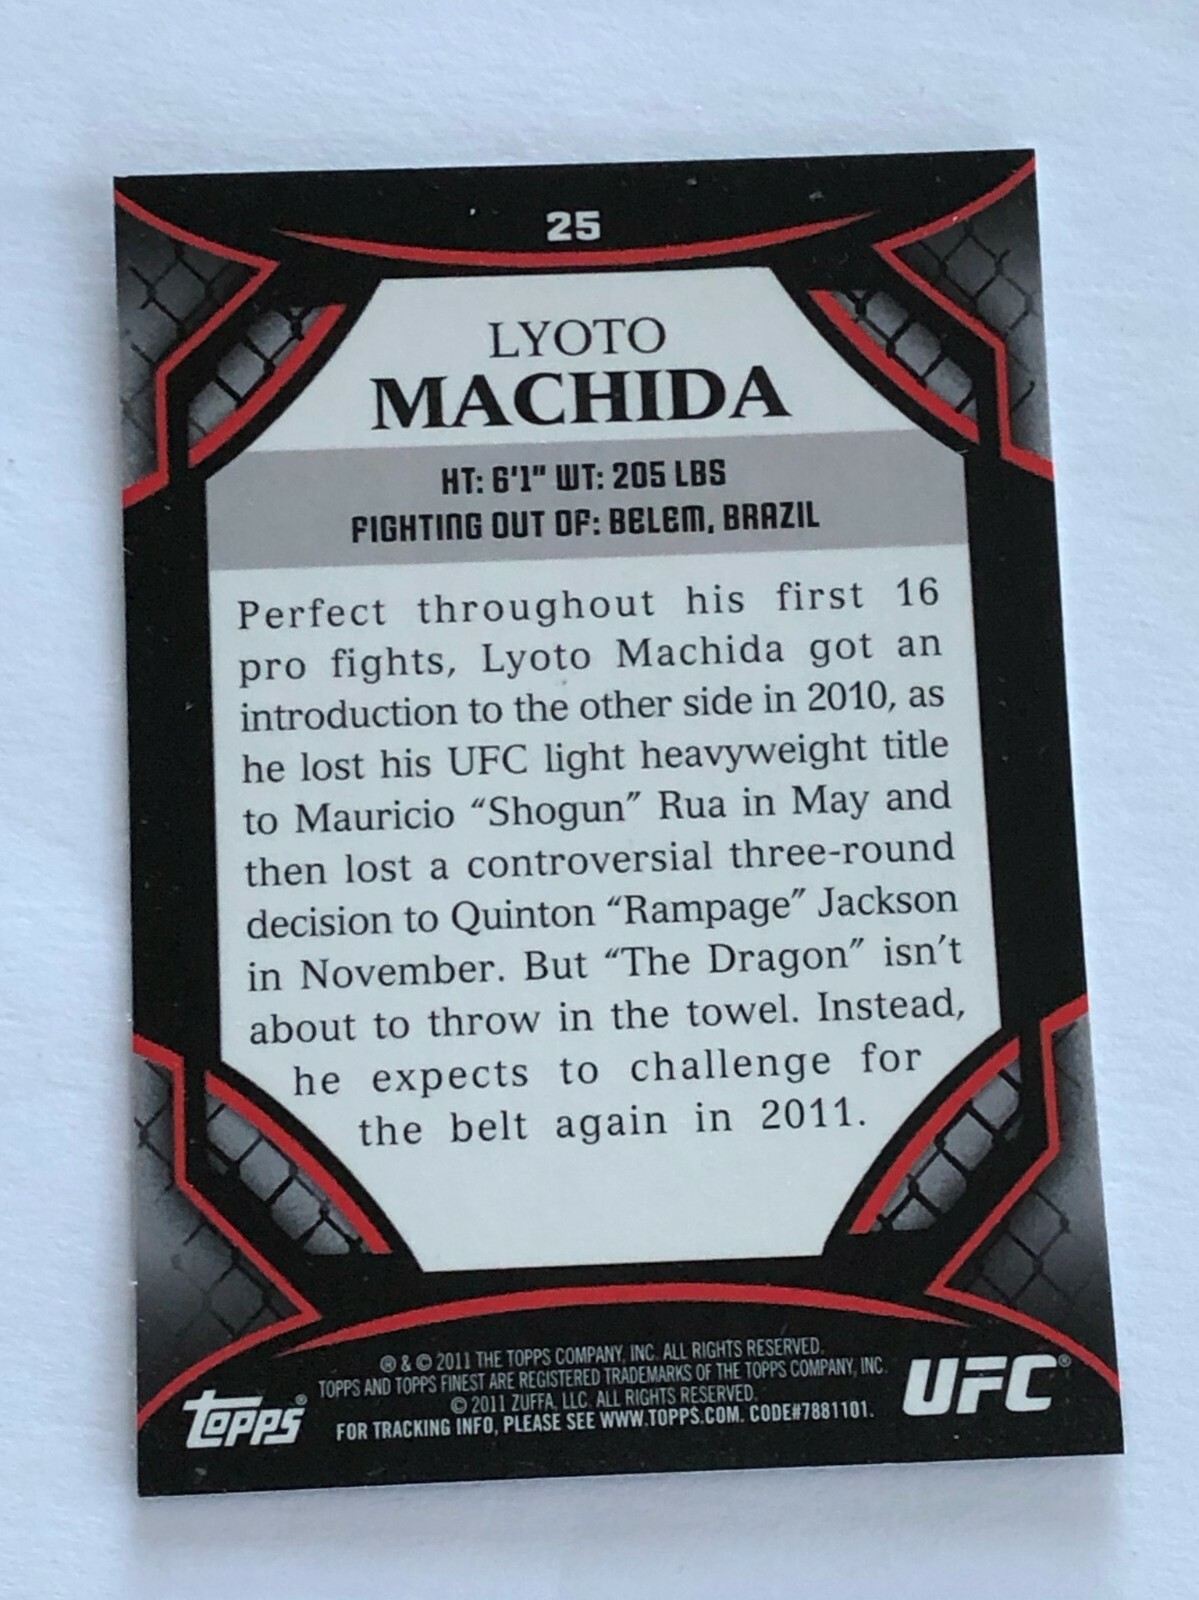 25
LYOTO
MACHIDA
HT: 6'1" WT: 205 LBS
FIGHTING OUT OF: BELEM, BRAZIL
Perfect throughout his first 16
pro fights, Lyoto Machida got an
introduction to the other side in 2010, as
he lost his UFC light heavyweight title
to Mauricio “Shogun” Rua in May and
then lost a controversial three-round
decision to Quinton “Rampage” Jackson
in November. But “The Dragon” isn’t
about to throw in the towel. Instead,
he expects to challenge for
the belt again in 2011.
® & © 2011 THE TOPPS COMPANY, INC. ALL RIGHTS RESERVED.
TOPPS AND TOPPS FINEST ARE REGISTERED TRADEMARKS OF THE TOPPS COMPANY, INC.
© 2011 ZUFFA, LLC. ALL RIGHTS RESERVED.
FOR TRACKING INFO, PLEASE SEE WWW.TOPPS.COM. CODE#7881101.
TOPPS®
UFC®